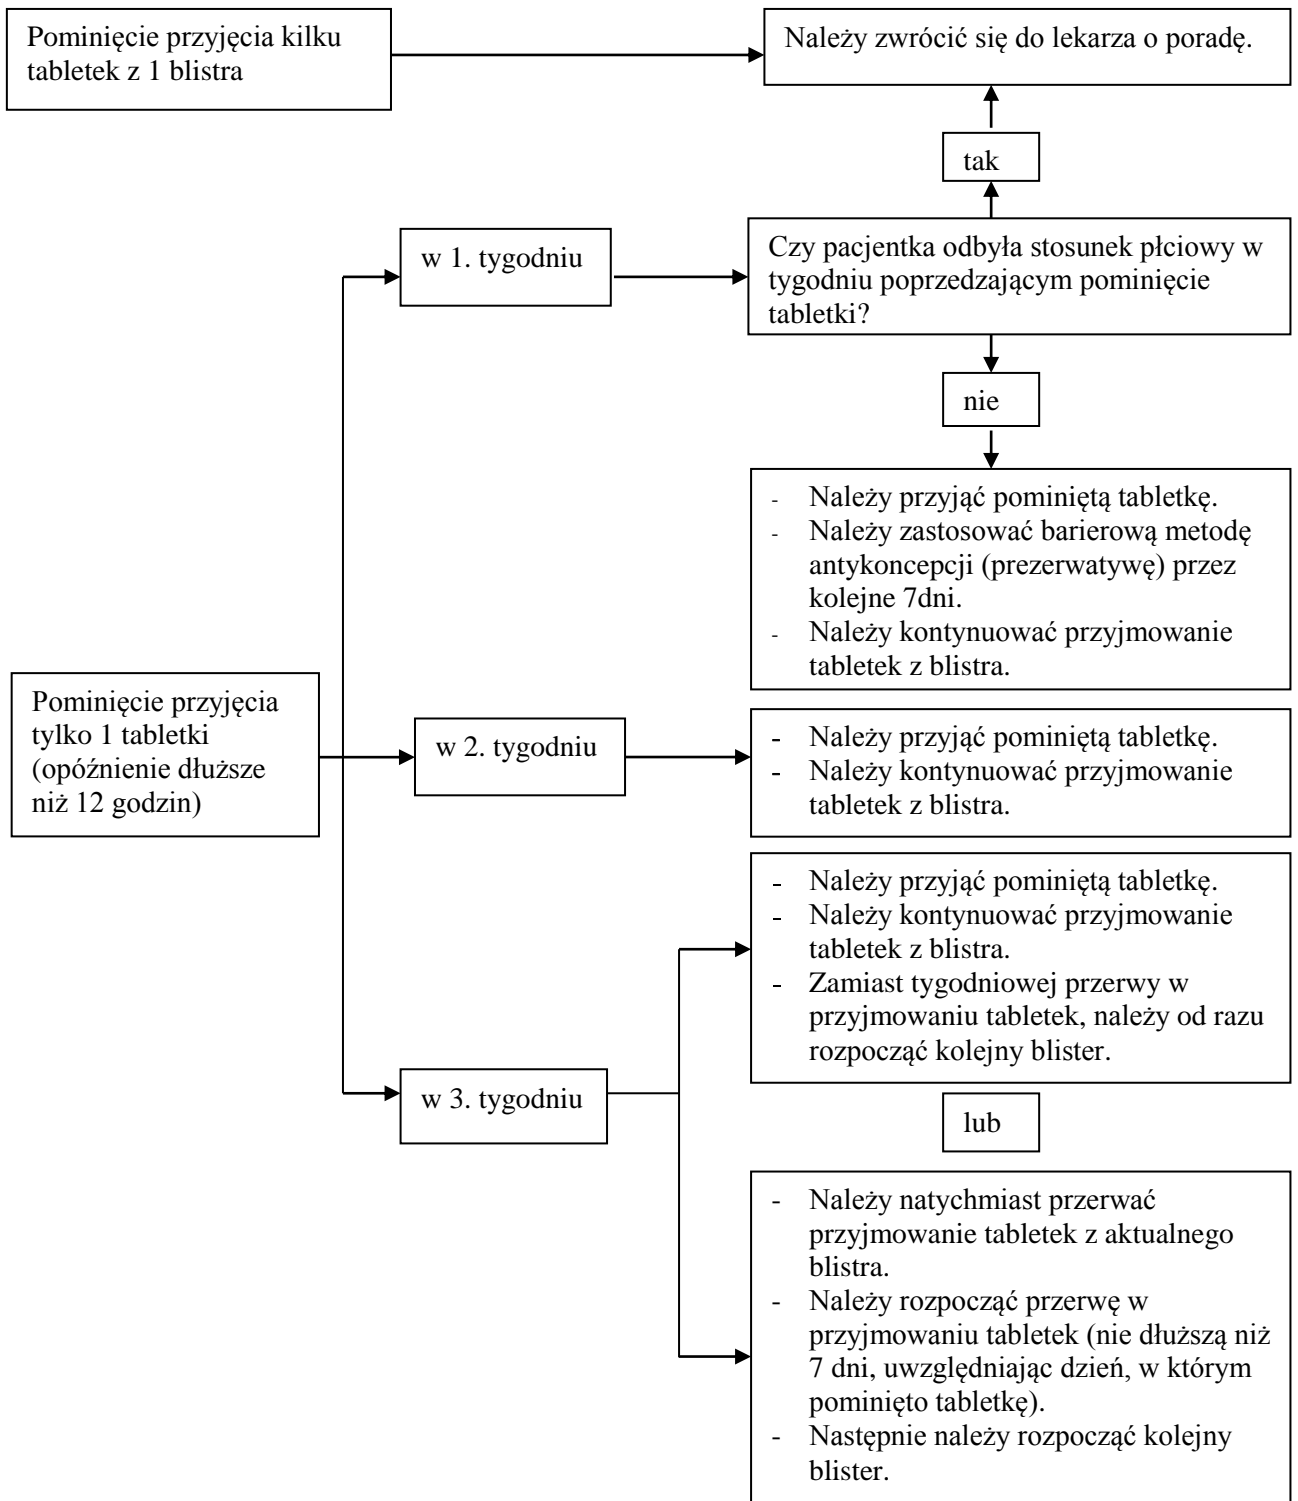 Pominięcie przyjęcia kilku
tabletek z 1 blistra
Należy zwrócić się do lekarza o poradę.
tak
w 1. tygodniu
Czy pacjentka odbyła stosunek płciowy w
tygodniu poprzedzającym pominięcie
tabletki?
nie
- Należy przyjąć pominiętą tabletkę.
- Należy zastosować barierową metodę
antykoncepcji (prezerwatywę) przez
kolejne 7dni.
- Należy kontynuować przyjmowanie
tabletek z blistra.
Pominięcie przyjęcia
tylko 1 tabletki
(opóźnienie dłuższe
niż 12 godzin)
w 2. tygodniu
- Należy przyjąć pominiętą tabletkę.
- Należy kontynuować przyjmowanie
tabletek z blistra.
w 3. tygodniu
- Należy przyjąć pominiętą tabletkę.
- Należy kontynuować przyjmowanie
tabletek z blistra.
- Zamiast tygodniowej przerwy w
przyjmowaniu tabletek, należy od razu
rozpocząć kolejny blister.
lub
- Należy natychmiast przerwać
przyjmowanie tabletek z aktualnego
blistra.
- Należy rozpocząć przerwę w
przyjmowaniu tabletek (nie dłuższą niż
7 dni, uwzględniając dzień, w którym
pominięto tabletkę).
- Następnie należy rozpocząć kolejny
blister.